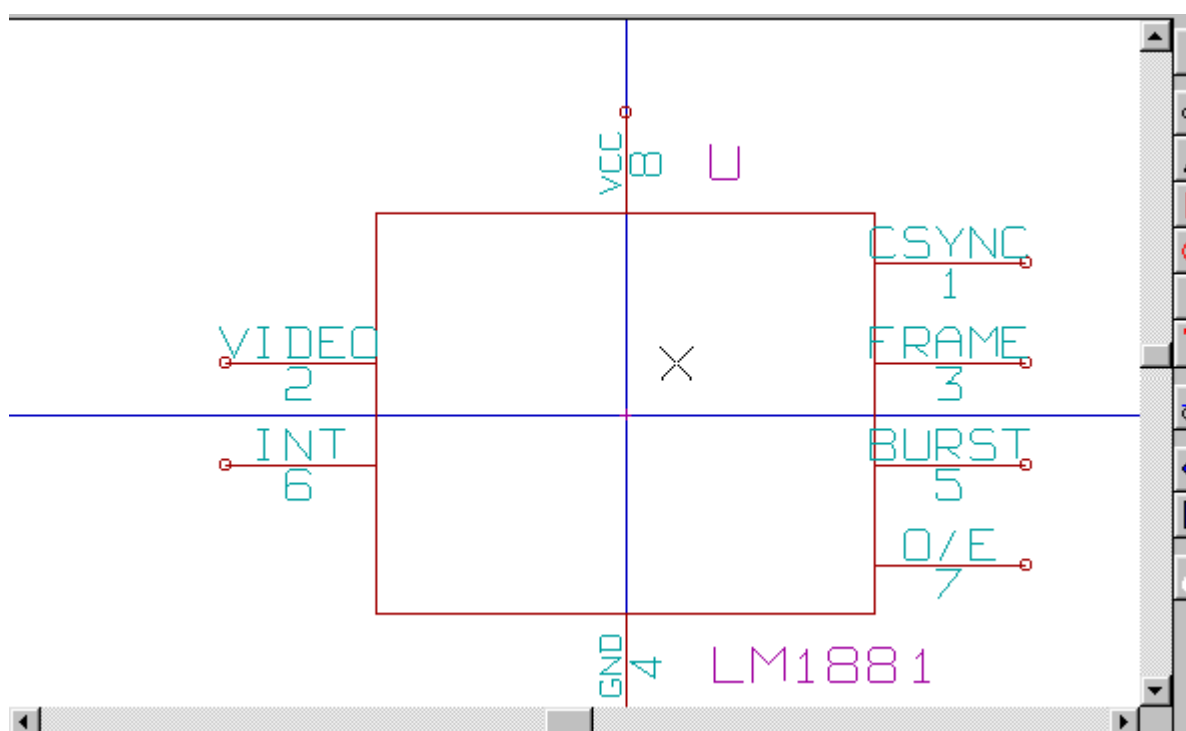 VCC
8
U
CSYNC
1
VIDEO
2
FRAME
3
INT
6
BURST
5
O/E
7
GND
4
LM1881